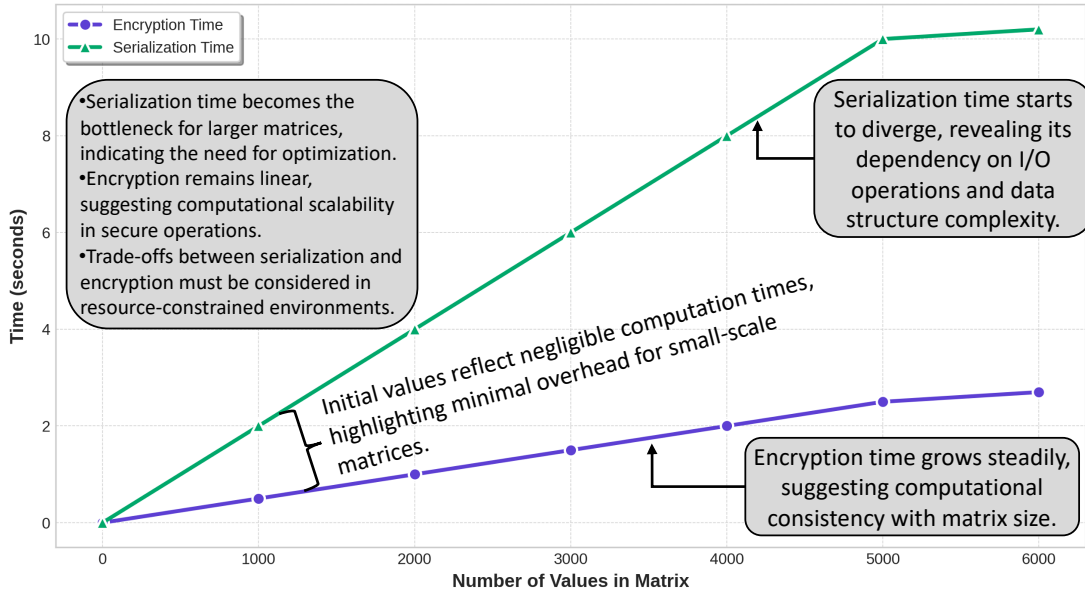 Encryption Time
Serialization Time
•Serialization time becomes the
bottleneck for larger matrices,
indicating the need for optimization.
•Encryption remains linear,
suggesting computational scalability
in secure operations.
•Trade-offs between serialization and
encryption must be considered in
resource-constrained environments.
Serialization time starts
to diverge, revealing its
dependency on I/O
operations and data
structure complexity.
Initial values reflect negligible computation times,
highlighting minimal overhead for small-scale
matrices.
Encryption time grows steadily,
suggesting computational
consistency with matrix size.
Time (seconds)
10
8
6
4
2
0
0 1000 2000 3000 4000 5000 6000
Number of Values in Matrix